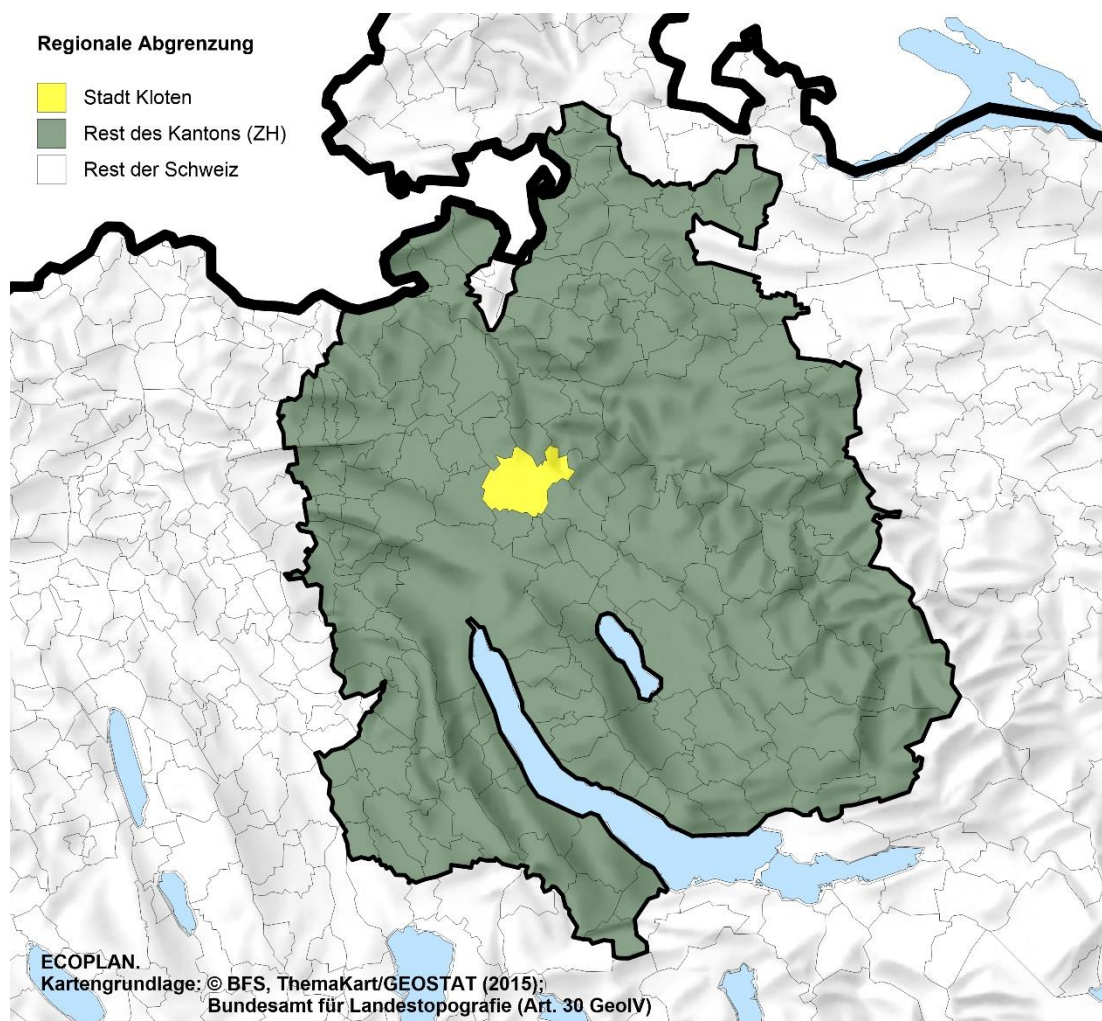 Regionale Abgrenzung
Stadt Kloten
Rest des Kantons (ZH)
Rest der Schweiz
ECOPLAN.
Kartengrundlage: © BFS, ThemaKart/GEOSTAT (2015);
Bundesamt für Landestopografie (Art. 30 GeoIV)